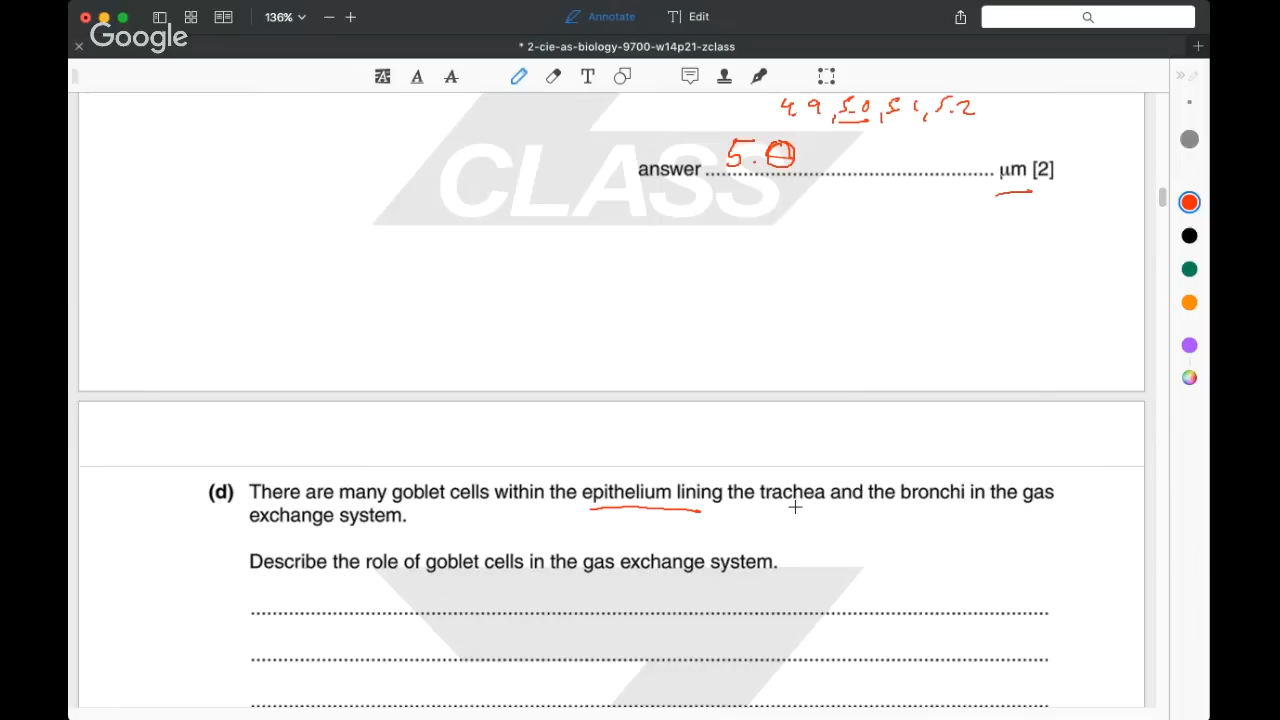 136%
Annotate
Edit
Google
* 2-cie-as-biology-9700-w14p21-zclass
4 9, 5.0, 5 1, 5.2
CLASS
5.0
answer ........................................................ μm [2]
(d) There are many goblet cells within the epithelium lining the trachea and the bronchi in the gas
exchange system.
Describe the role of goblet cells in the gas exchange system.